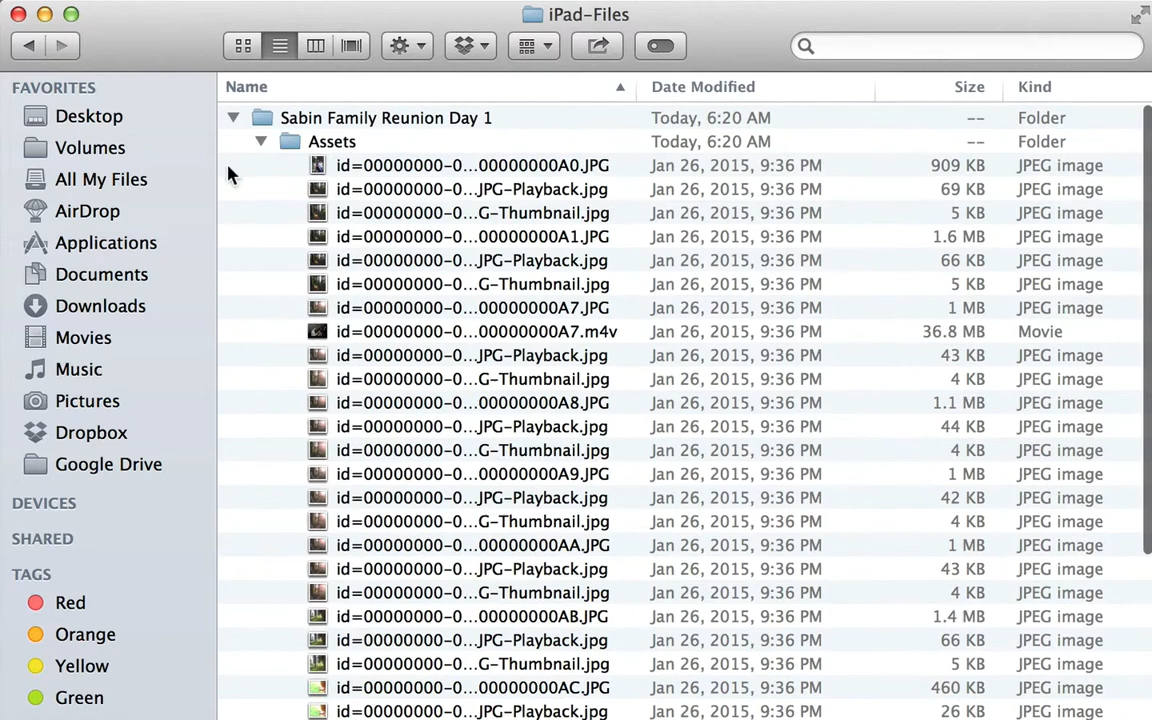 iPad-Files
FAVORITES
Desktop
Volumes
All My Files
AirDrop
Applications
Documents
Downloads
Movies
Music
Pictures
Dropbox
Google Drive
DEVICES
SHARED
TAGS
Red
Orange
Yellow
Green
Name Date Modified Size Kind
Sabin Family Reunion Day 1 Today, 6:20 AM -- Folder
Assets Today, 6:20 AM -- Folder
id=00000000-0...00000000A0.JPG Jan 26, 2015, 9:36 PM 909 KB JPEG image
id=00000000-0...JPG-Playback.jpg Jan 26, 2015, 9:36 PM 69 KB JPEG image
id=00000000-0...G-Thumbnail.jpg Jan 26, 2015, 9:36 PM 5 KB JPEG image
id=00000000-0...00000000A1.JPG Jan 26, 2015, 9:36 PM 1.6 MB JPEG image
id=00000000-0...JPG-Playback.jpg Jan 26, 2015, 9:36 PM 66 KB JPEG image
id=00000000-0...G-Thumbnail.jpg Jan 26, 2015, 9:36 PM 5 KB JPEG image
id=00000000-0...00000000A7.JPG Jan 26, 2015, 9:36 PM 1 MB JPEG image
id=00000000-0...00000000A7.m4v Jan 26, 2015, 9:36 PM 36.8 MB Movie
id=00000000-0...JPG-Playback.jpg Jan 26, 2015, 9:36 PM 43 KB JPEG image
id=00000000-0...G-Thumbnail.jpg Jan 26, 2015, 9:36 PM 4 KB JPEG image
id=00000000-0...00000000A8.JPG Jan 26, 2015, 9:36 PM 1.1 MB JPEG image
id=00000000-0...JPG-Playback.jpg Jan 26, 2015, 9:36 PM 44 KB JPEG image
id=00000000-0...G-Thumbnail.jpg Jan 26, 2015, 9:36 PM 4 KB JPEG image
id=00000000-0...00000000A9.JPG Jan 26, 2015, 9:36 PM 1 MB JPEG image
id=00000000-0...JPG-Playback.jpg Jan 26, 2015, 9:36 PM 42 KB JPEG image
id=00000000-0...G-Thumbnail.jpg Jan 26, 2015, 9:36 PM 4 KB JPEG image
id=00000000-0...00000000AA.JPG Jan 26, 2015, 9:36 PM 1 MB JPEG image
id=00000000-0...JPG-Playback.jpg Jan 26, 2015, 9:36 PM 43 KB JPEG image
id=00000000-0...G-Thumbnail.jpg Jan 26, 2015, 9:36 PM 4 KB JPEG image
id=00000000-0...00000000AB.JPG Jan 26, 2015, 9:36 PM 1.4 MB JPEG image
id=00000000-0...JPG-Playback.jpg Jan 26, 2015, 9:36 PM 66 KB JPEG image
id=00000000-0...G-Thumbnail.jpg Jan 26, 2015, 9:36 PM 5 KB JPEG image
id=00000000-0...00000000AC.JPG Jan 26, 2015, 9:36 PM 460 KB JPEG image
id=00000000-0...JPG-Playback.jpg Jan 26, 2015, 9:36 PM 26 KB JPEG image